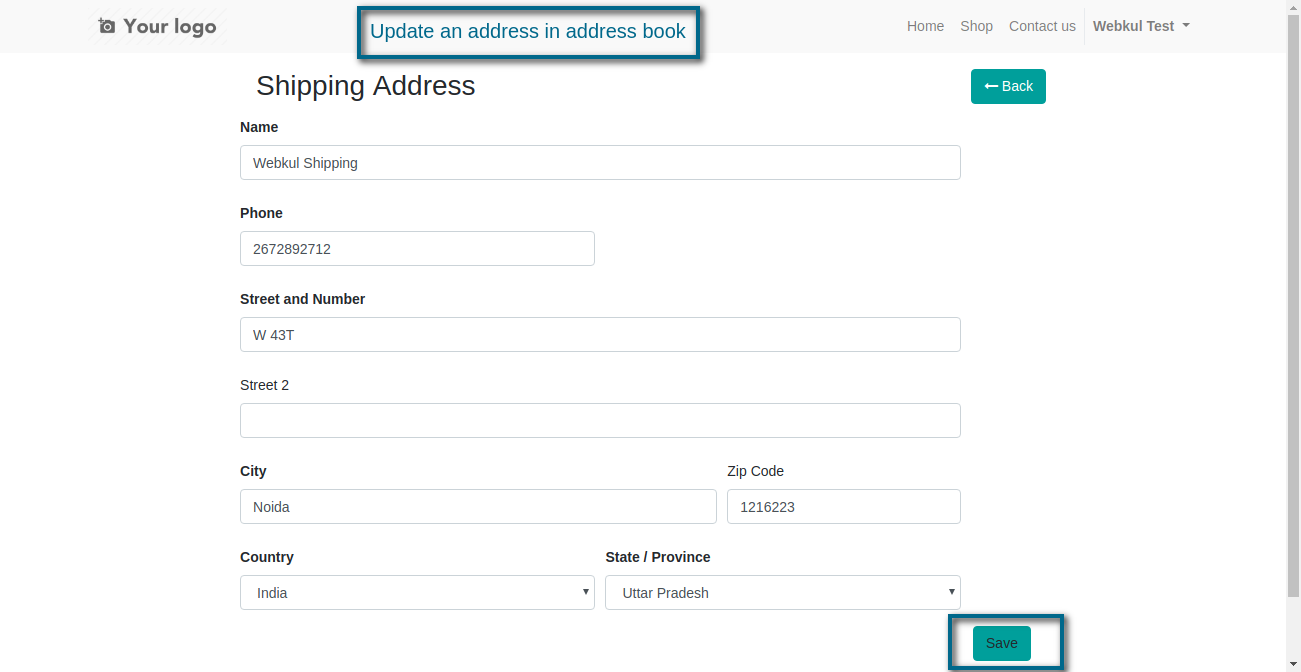 Your logo
Update an address in address book
Home Shop Contact us Webkul Test
Shipping Address
Back
Name
Webkul Shipping
Phone
2672892712
Street and Number
W 43T
Street 2
City Zip Code
Noida 1216223
Country State / Province
India Uttar Pradesh
Save